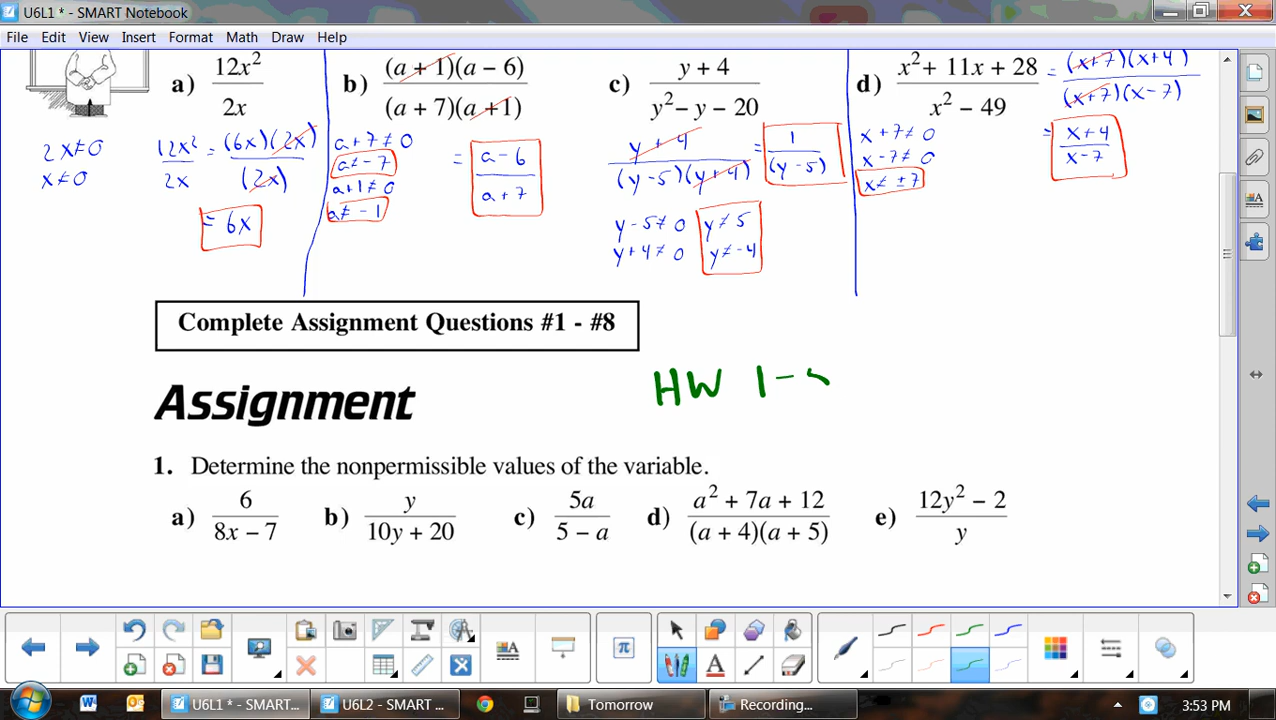 U6L1 * - SMART Notebook
File Edit View Insert Format Math Draw Help
a) 12x²/2x b) (a + 1)(a − 6)/(a + 7)(a + 1) c) y + 4/y² − y − 20 d) x² + 11x + 28/x² − 49 = (x+7)(x+4)/(x+7)(x−7)
2x≠0
x≠0
12x²/2x = (6x)(2x)/(2x)
= 6x
a+7≠0
a≠−7
a+1≠0
a≠−1
= a−6/a+7
y+4/(y−5)(y+4) = 1/(y−5)
y−5≠0 y≠5
y+4≠0 y≠−4
x+7≠0
x−7≠0
x≠±7
= x+4/x−7
Complete Assignment Questions #1 - #8
HW 1-
Assignment
1. Determine the nonpermissible values of the variable.
a) 6/8x − 7 b) y/10y + 20 c) 5a/5 − a d) a² + 7a + 12/(a + 4)(a + 5) e) 12y² − 2/y
U6L1 * - SMART... U6L2 - SMART ... Tomorrow Recording... 3:53 PM